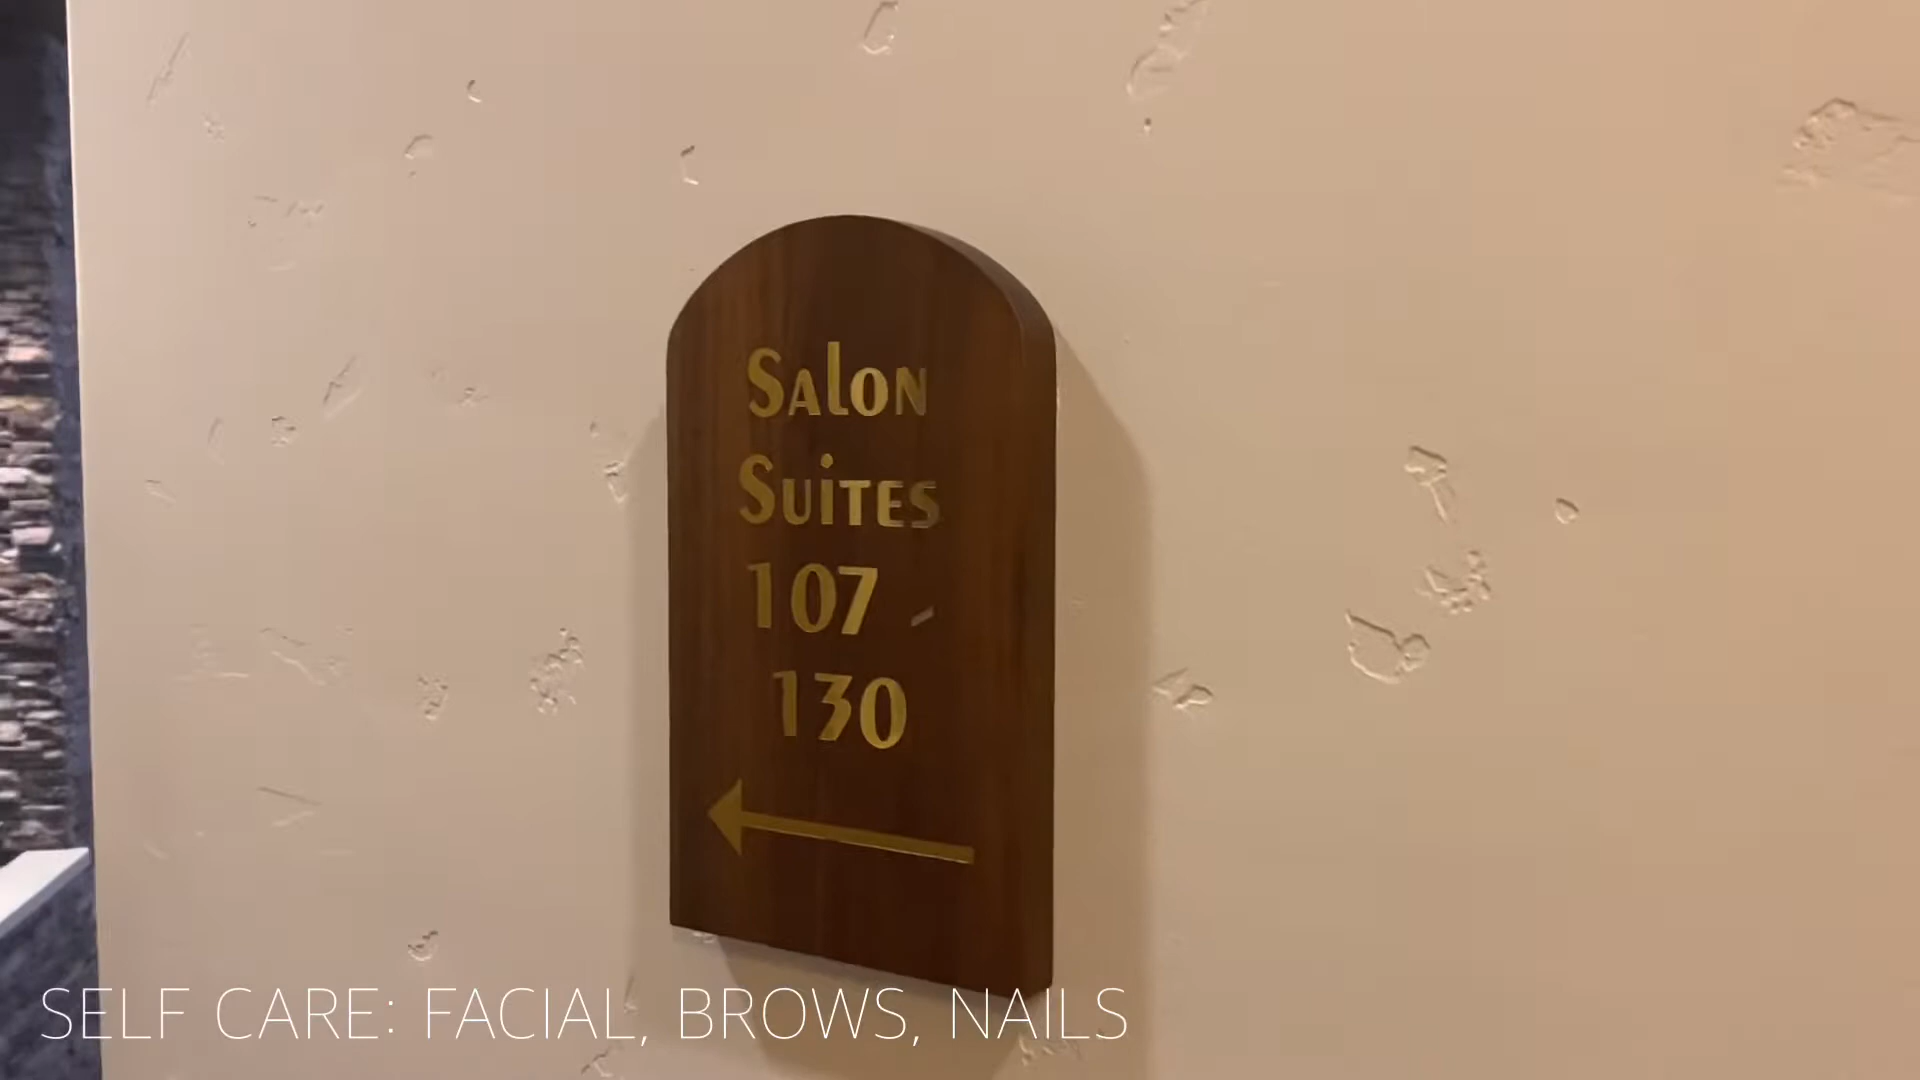 Salon
Suites
107 -
130
SELF CARE: FACIAL, BROWS, NAILS